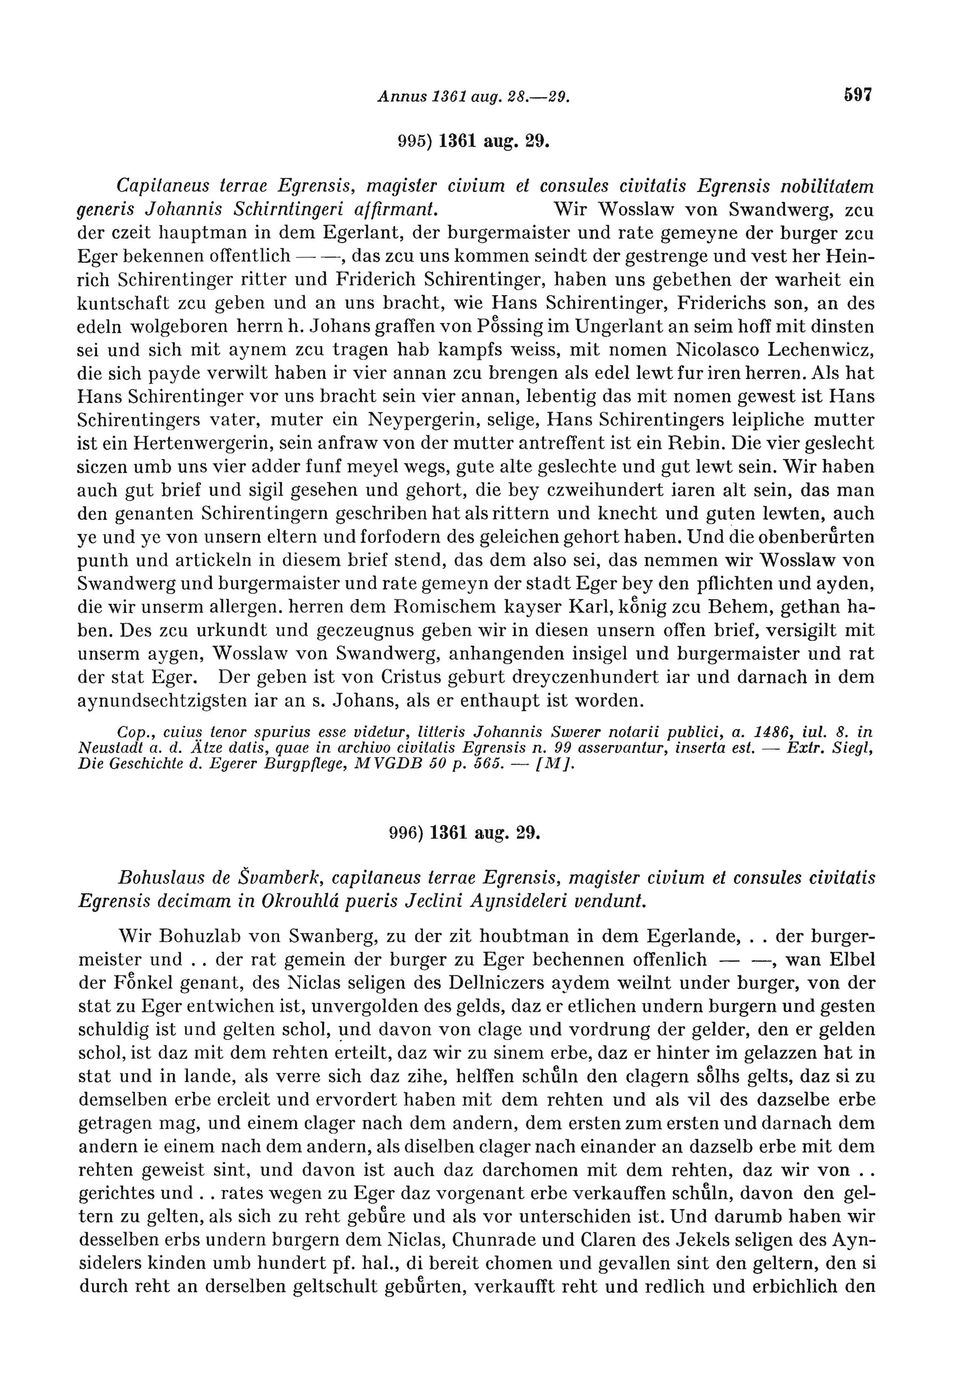 Annus 1361 aug. 28.—29. 597
995) 1361 aug. 29.
Capitaneus terrae Egrensis, magister civium et consules civitatis Egrensis nobilitatem
generis Johannis Schirntingeri affirmant. Wir Wosslaw von Swandwerg, zcu
der czeit hauptman in dem Egerlant, der burgermaister und rate gemeyne der burger zcu
Eger bekennen offentlich — —, das zcu uns kommen seindt der gestrenge und vest her Hein-
rich Schirentinger ritter und Friderich Schirentinger, haben uns gebethen der warheit ein
kuntschaft zcu geben und an uns bracht, wie Hans Schirentinger, Friderichs son, an des
edeln wolgeboren herrn h. Johans graffen von Poͤssing im Ungerlant an seim hoff mit dinsten
sei und sich mit aynem zcu tragen hab kampfs weiss, mit nomen Nicolasco Lechenwicz,
die sich payde verwilt haben ir vier annan zcu brengen als edel lewt fur iren herren. Als hat
Hans Schirentinger vor uns bracht sein vier annan, lebentig das mit nomen gewest ist Hans
Schirentingers vater, muter ein Neypergerin, selige, Hans Schirentingers leipliche mutter
ist ein Hertenwergerin, sein anfraw von der mutter antreffent ist ein Rebin. Die vier geslecht
siczen umb uns vier adder funf meyel wegs, gute alte geslechte und gut lewt sein. Wir haben
auch gut brief und sigil gesehen und gehort, die bey czweihundert iaren alt sein, das man
den genanten Schirentingern geschriben hat als rittern und knecht und guten lewten, auch
ye und ye von unsern eltern und forfodern des geleichen gehort haben. Und die obenberuͤrten
punth und artickeln in diesem brief stend, das dem also sei, das nemmen wir Wosslaw von
Swandwerg und burgermaister und rate gemeyn der stadt Eger bey den pflichten und ayden,
die wir unserm allergen. herren dem Romischem kayser Karl, koͤnig zcu Behem, gethan ha-
ben. Des zcu urkundt und geczeugnus geben wir in diesen unsern offen brief, versigilt mit
unserm aygen, Wosslaw von Swandwerg, anhangenden insigel und burgermaister und rat
der stat Eger. Der geben ist von Cristus geburt dreyczenhundert iar und darnach in dem
aynundsechtzigsten iar an s. Johans, als er enthaupt ist worden.
Cop., cuius tenor spurius esse videtur, litteris Johannis Swerer notarii publici, a. 1486, iul. 8. in
Neustadt a. d. Ätze datis, quae in archivo civitatis Egrensis n. 99 asservantur, inserta est. — Extr. Siegl,
Die Geschichte d. Egerer Burgpflege, MVGDB 50 p. 565. — [M].
996) 1361 aug. 29.
Bohuslaus de Švamberk, capitaneus terrae Egrensis, magister civium et consules civitatis
Egrensis decimam in Okrouhlá pueris Jeclini Aynsideleri vendunt.
Wir Bohuzlab von Swanberg, zu der zit houbtman in dem Egerlande, . . der burger-
meister und . . der rat gemein der burger zu Eger bechennen offenlich — —, wan Elbel
der Foͤnkel genant, des Niclas seligen des Dellniczers aydem weilnt under burger, von der
stat zu Eger entwichen ist, unvergolden des gelds, daz er etlichen undern burgern und gesten
schuldig ist und gelten schol, und davon von clage und vordrung der gelder, den er gelden
schol, ist daz mit dem rehten erteilt, daz wir zu sinem erbe, daz er hinter im gelazzen hat in
stat und in lande, als verre sich daz zihe, helffen schuͤln den clagern soͤlhs gelts, daz si zu
demselben erbe ercleit und ervordert haben mit dem rehten und als vil des dazselbe erbe
getragen mag, und einem clager nach dem andern, dem ersten zum ersten und darnach dem
andern ie einem nach dem andern, als diselben clager nach einander an dazselb erbe mit dem
rehten geweist sint, und davon ist auch daz darchomen mit dem rehten, daz wir von . .
gerichtes und . . rates wegen zu Eger daz vorgenant erbe verkauffen schuͤln, davon den gel-
tern zu gelten, als sich zu reht gebuͤre und als vor unterschiden ist. Und darumb haben wir
desselben erbs undern burgern dem Niclas, Chunrade und Claren des Jekels seligen des Ayn-
sidelers kinden umb hundert pf. hal., di bereit chomen und gevallen sint den geltern, den si
durch reht an derselben geltschult gebuͤrten, verkaufft reht und redlich und erbichlich den